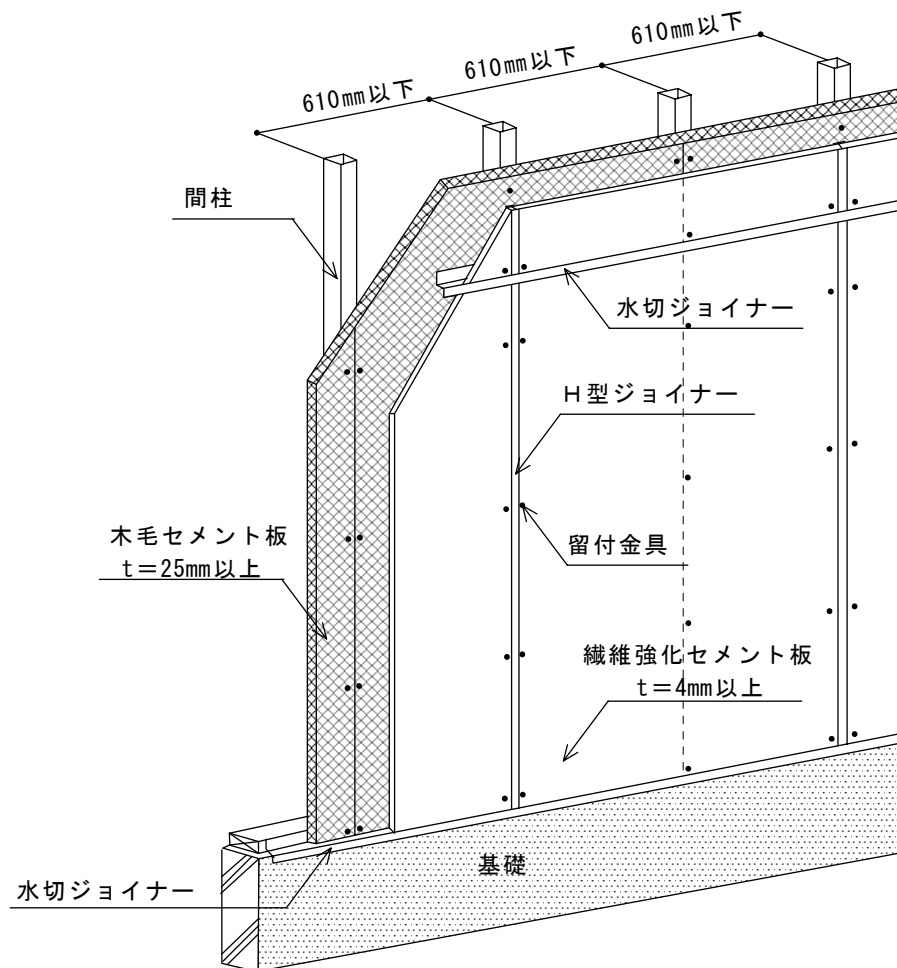 610mm以下
610mm以下
610mm以下
間柱
水切ジョイナー
H型ジョイナー
木毛セメント板
t=25mm以上
留付金具
繊維強化セメント板
t=4mm以上
基礎
水切ジョイナー